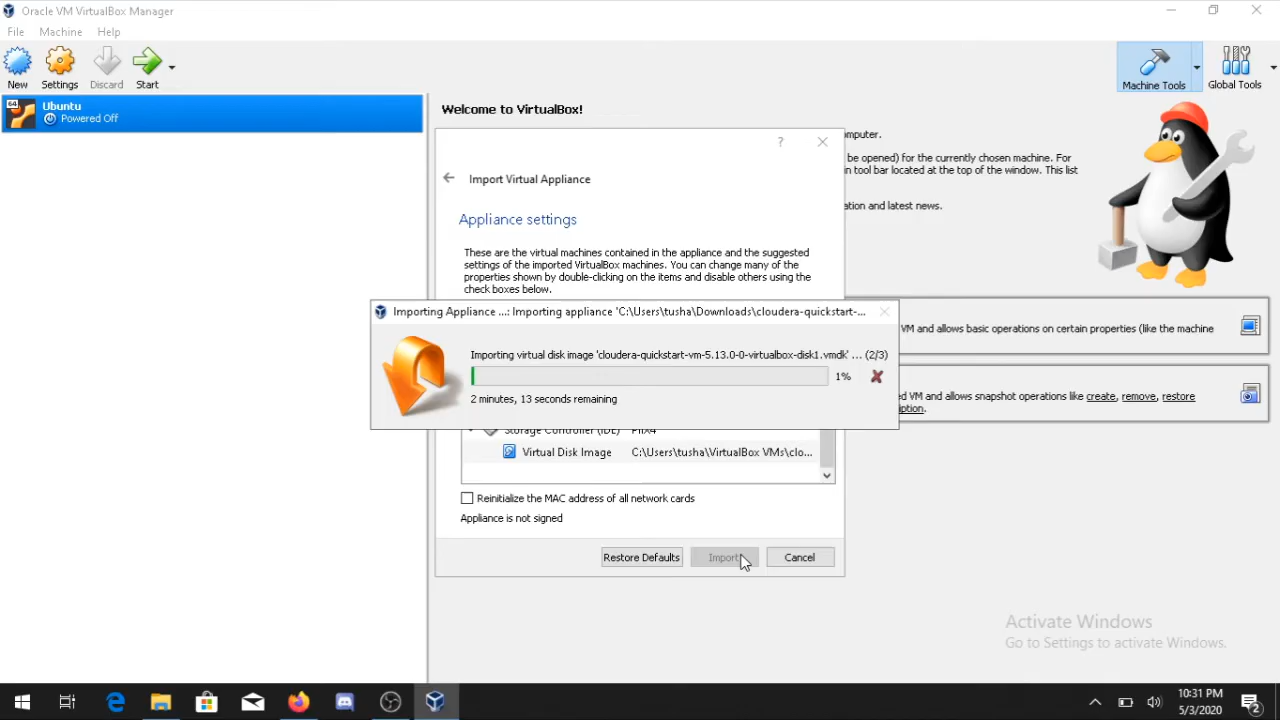 Oracle VM VirtualBox Manager
File Machine Help
New Settings Discard Start
Machine Tools Global Tools
64 Ubuntu
Powered Off
Welcome to VirtualBox!
mputer.
be opened) for the currently chosen machine. For
n tool bar located at the top of the window. This list
ation and latest news.
? 
Import Virtual Appliance
Appliance settings
These are the virtual machines contained in the appliance and the suggested
settings of the imported VirtualBox machines. You can change many of the
properties shown by double-clicking on the items and disable others using the
check boxes below.
Importing Appliance ...: Importing appliance 'C:\Users\tusha\Downloads\cloudera-quickstart-...
Importing virtual disk image 'cloudera-quickstart-vm-5.13.0-0-virtualbox-disk1.vmdk' ... (2/3)
1%
2 minutes, 13 seconds remaining
VM and allows basic operations on certain properties (like the machine
ed VM and allows snapshot operations like create, remove, restore
iption.
Storage Controller (IDE) PIIX4
Virtual Disk Image C:\Users\tusha\VirtualBox VMs\clo...
Reinitialize the MAC address of all network cards
Appliance is not signed
Restore Defaults Import Cancel
Activate Windows
Go to Settings to activate Windows.
10:31 PM
5/3/2020
2